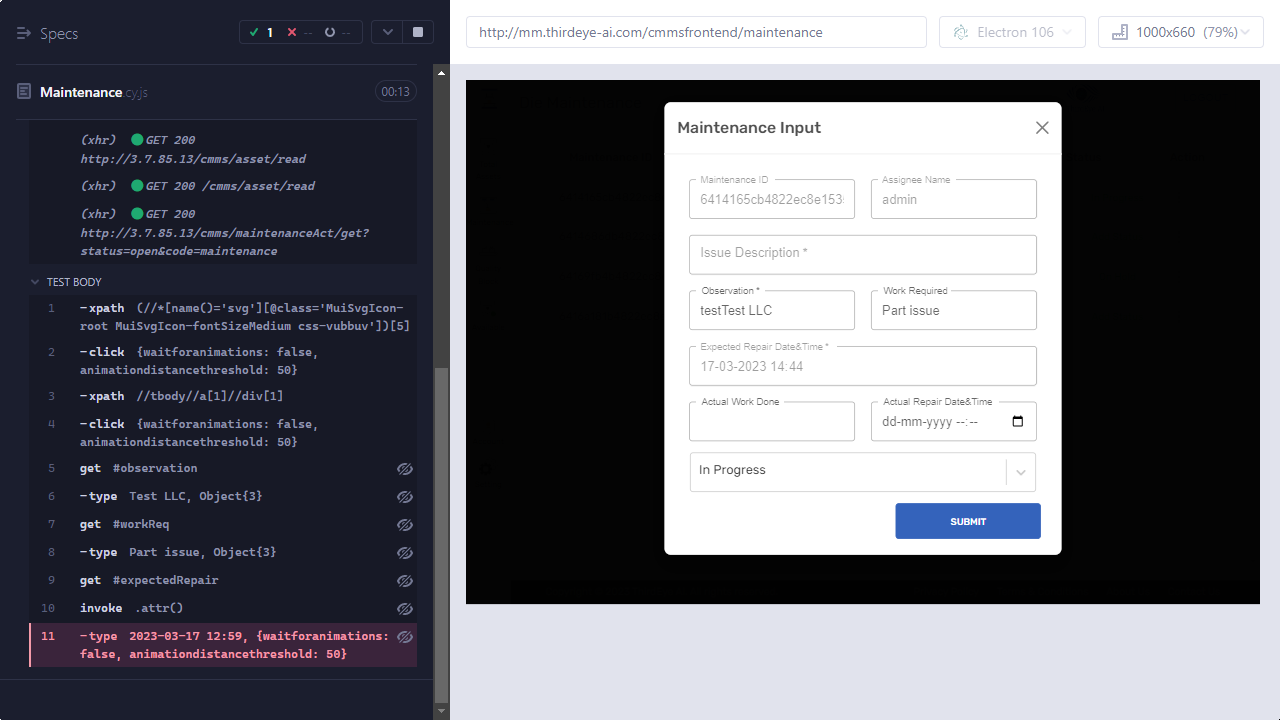 Specs
1
--
--
http://mm.thirdeye-ai.com/cmmsfrontend/maintenance
Electron 106
1000x660 (79%)
Maintenance cy.js
00:13
(xhr) GET 200
http://3.7.85.13/cmms/asset/read
(xhr) GET 200 /cmms/asset/read
(xhr) GET 200
http://3.7.85.13/cmms/maintenanceAct/get?
status=open&code=maintenance
TEST BODY
1 -xpath (//*[name()='svg'][@class='MuiSvgIcon-
root MuiSvgIcon-fontSizeMedium css-vubbuv'])[5]
2 -click {waitforanimations: false,
animationdistancethreshold: 50}
3 -xpath //tbody//a[1]//div[1]
4 -click {waitforanimations: false,
animationdistancethreshold: 50}
5 get #observation
6 -type Test LLC, Object{3}
7 get #workReq
8 -type Part issue, Object{3}
9 get #expectedRepair
10 invoke .attr()
11 -type 2023-03-17 12:59, {waitforanimations:
false, animationdistancethreshold: 50}
Maintenance Input
Maintenance ID
6414165cb4822ec8e153
Assignee Name
admin
Issue Description *
Observation *
testTest LLC
Work Required
Part issue
Expected Repair Date&Time *
17-03-2023 14:44
Actual Work Done
Actual Repair Date&Time
dd-mm-yyyy --:--
In Progress
SUBMIT